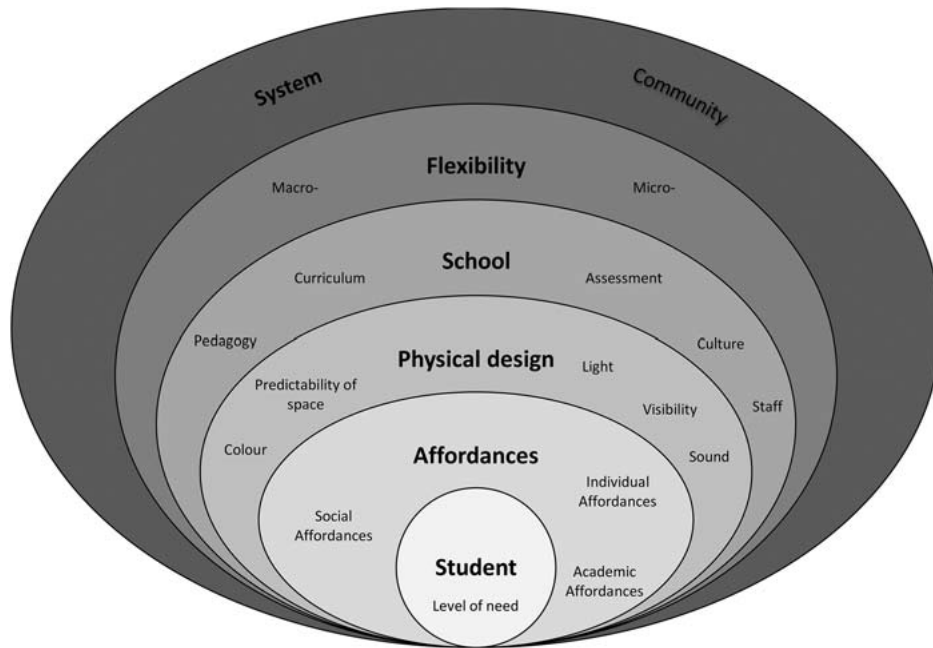 System
Community
Flexibility
Macro-
Micro-
School
Curriculum
Assessment
Pedagogy
Culture
Physical design
Light
Predictability of
space
Visibility
Staff
Colour
Sound
Affordances
Individual
Affordances
Social
Affordances
Student
Academic
Affordances
Level of need